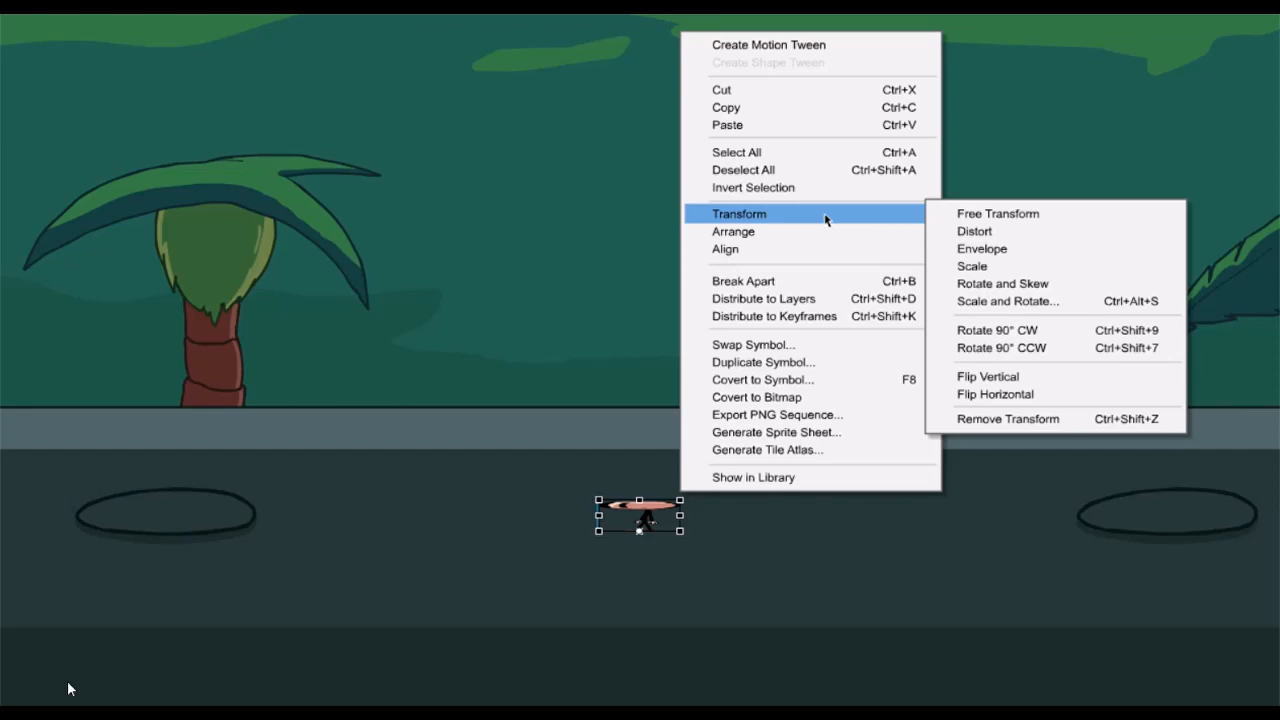 Create Motion Tween
Create Shape Tween
Cut Ctrl+X
Copy Ctrl+C
Paste Ctrl+V
Select All Ctrl+A
Deselect All Ctrl+Shift+A
Invert Selection
Transform
Arrange
Align
Break Apart Ctrl+B
Distribute to Layers Ctrl+Shift+D
Distribute to Keyframes Ctrl+Shift+K
Swap Symbol...
Duplicate Symbol...
Covert to Symbol... F8
Covert to Bitmap
Export PNG Sequence...
Generate Sprite Sheet...
Generate Tile Atlas...
Show in Library
Free Transform
Distort
Envelope
Scale
Rotate and Skew
Scale and Rotate... Ctrl+Alt+S
Rotate 90° CW Ctrl+Shift+9
Rotate 90° CCW Ctrl+Shift+7
Flip Vertical
Flip Horizontal
Remove Transform Ctrl+Shift+Z